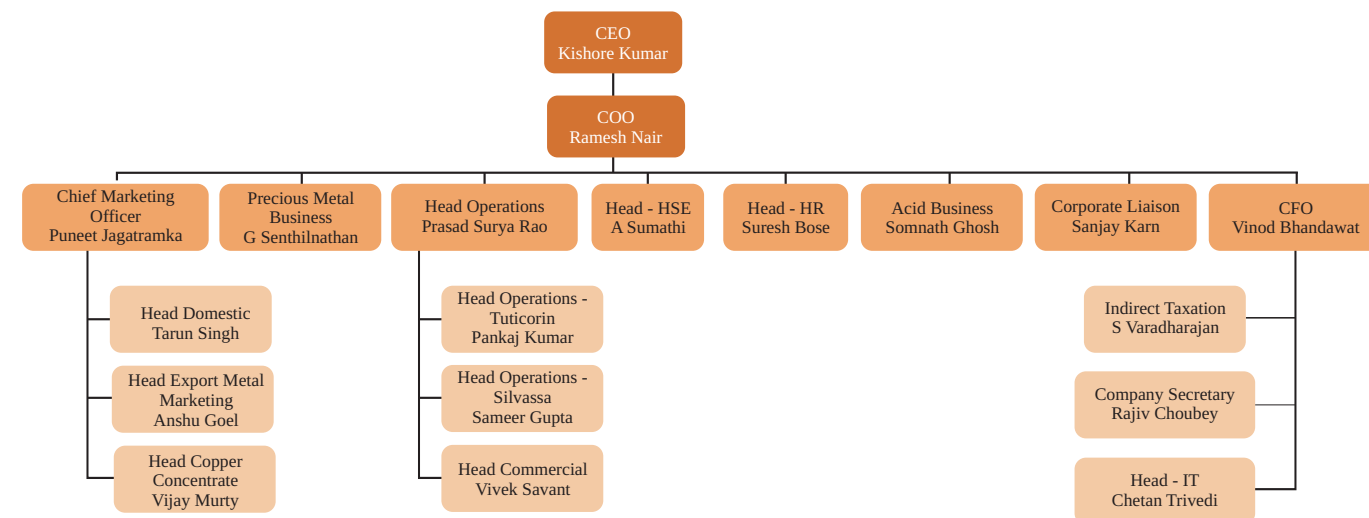 CEO
Kishore Kumar
COO
Ramesh Nair
Chief Marketing
Officer
Puneet Jagatramka
Precious Metal
Business
G Senthilnathan
Head Operations
Prasad Surya Rao
Head - HSE
A Sumathi
Head - HR
Suresh Bose
Acid Business
Somnath Ghosh
Corporate Liaison
Sanjay Karn
CFO
Vinod Bhandawat
Head Domestic
Tarun Singh
Head Export Metal
Marketing
Anshu Goel
Head Copper
Concentrate
Vijay Murty
Head Operations -
Tuticorin
Pankaj Kumar
Head Operations -
Silvassa
Sameer Gupta
Head Commercial
Vivek Savant
Indirect Taxation
S Varadharajan
Company Secretary
Rajiv Choubey
Head - IT
Chetan Trivedi